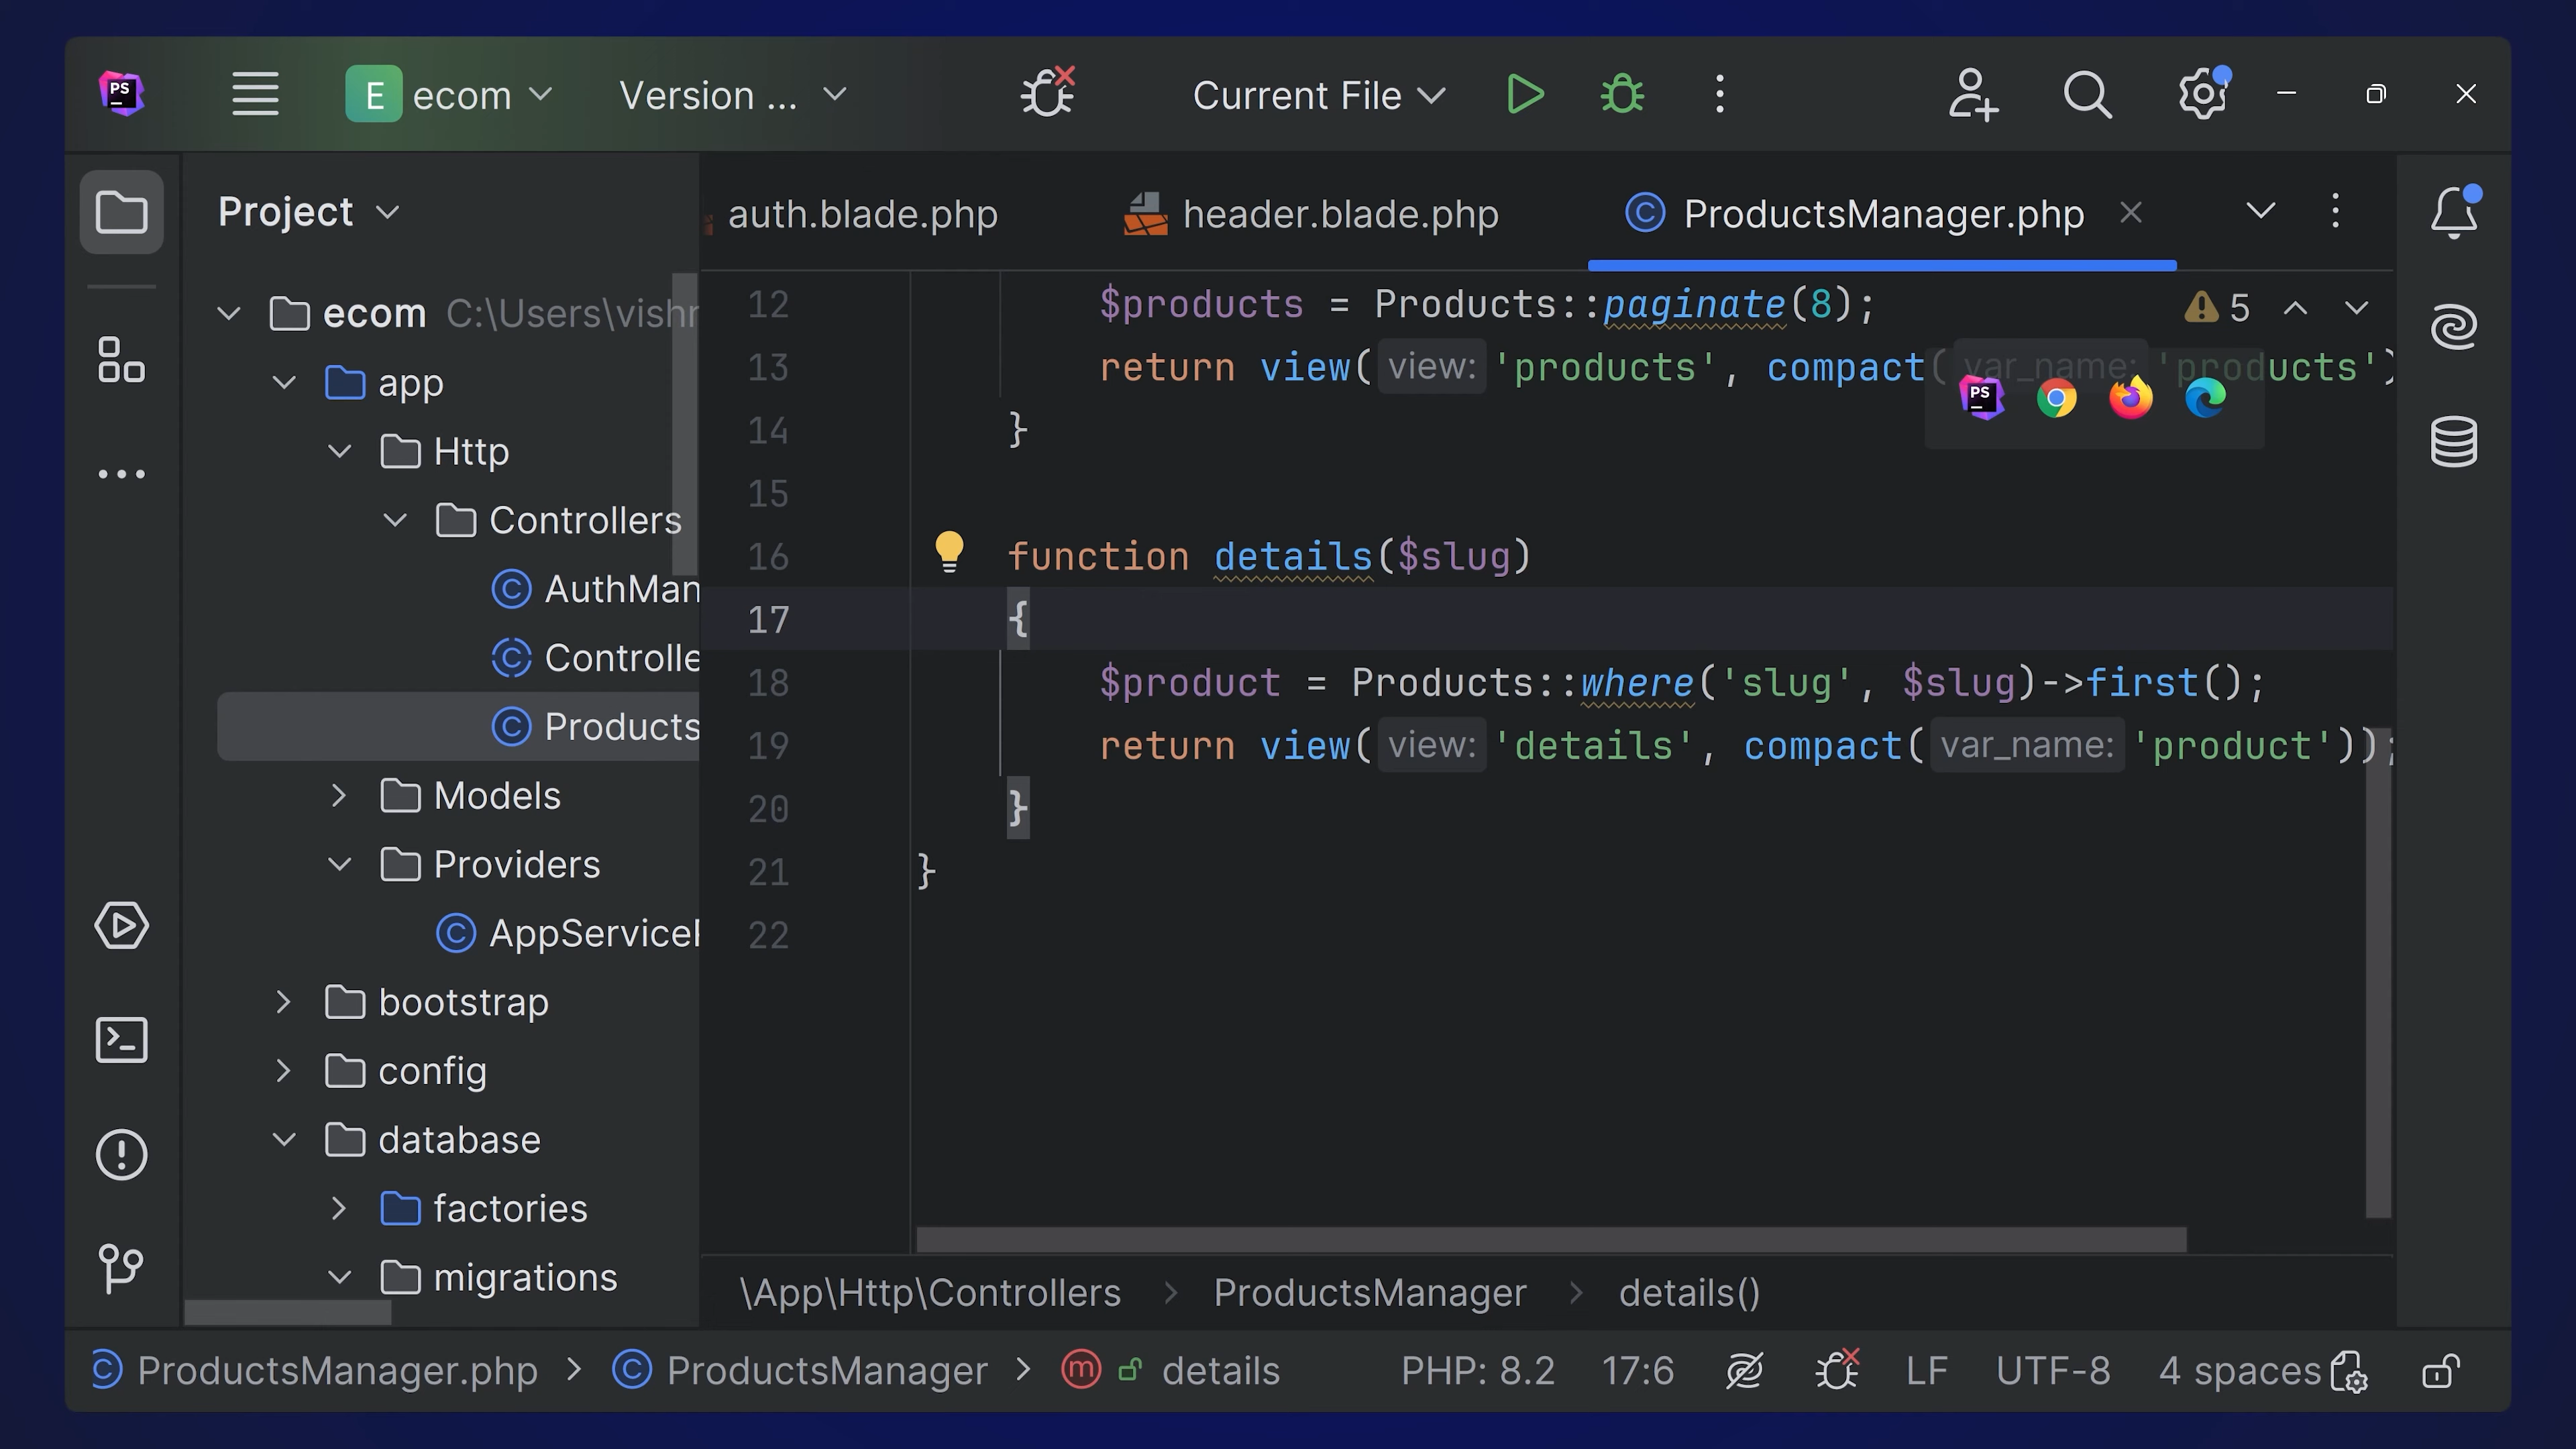 PS
E ecom
Version ...
Current File
Project
auth.blade.php
header.blade.php
ProductsManager.php
ecom C:\Users\vish
app
Http
Controllers
AuthMan
Controlle
Products
Models
Providers
AppService
bootstrap
config
database
factories
migrations
12 $products = Products::paginate(8);
5
13 return view( view: 'products', compact( var_name: 'products')
PS
14 }
15
16 function details($slug)
17 {
18 $product = Products::where('slug', $slug)->first();
19 return view( view: 'details', compact( var_name: 'product'));
20 }
21 }
22
\App\Http\Controllers > ProductsManager > details()
ProductsManager.php > ProductsManager > m details
PHP: 8.2 17:6 LF UTF-8 4 spaces